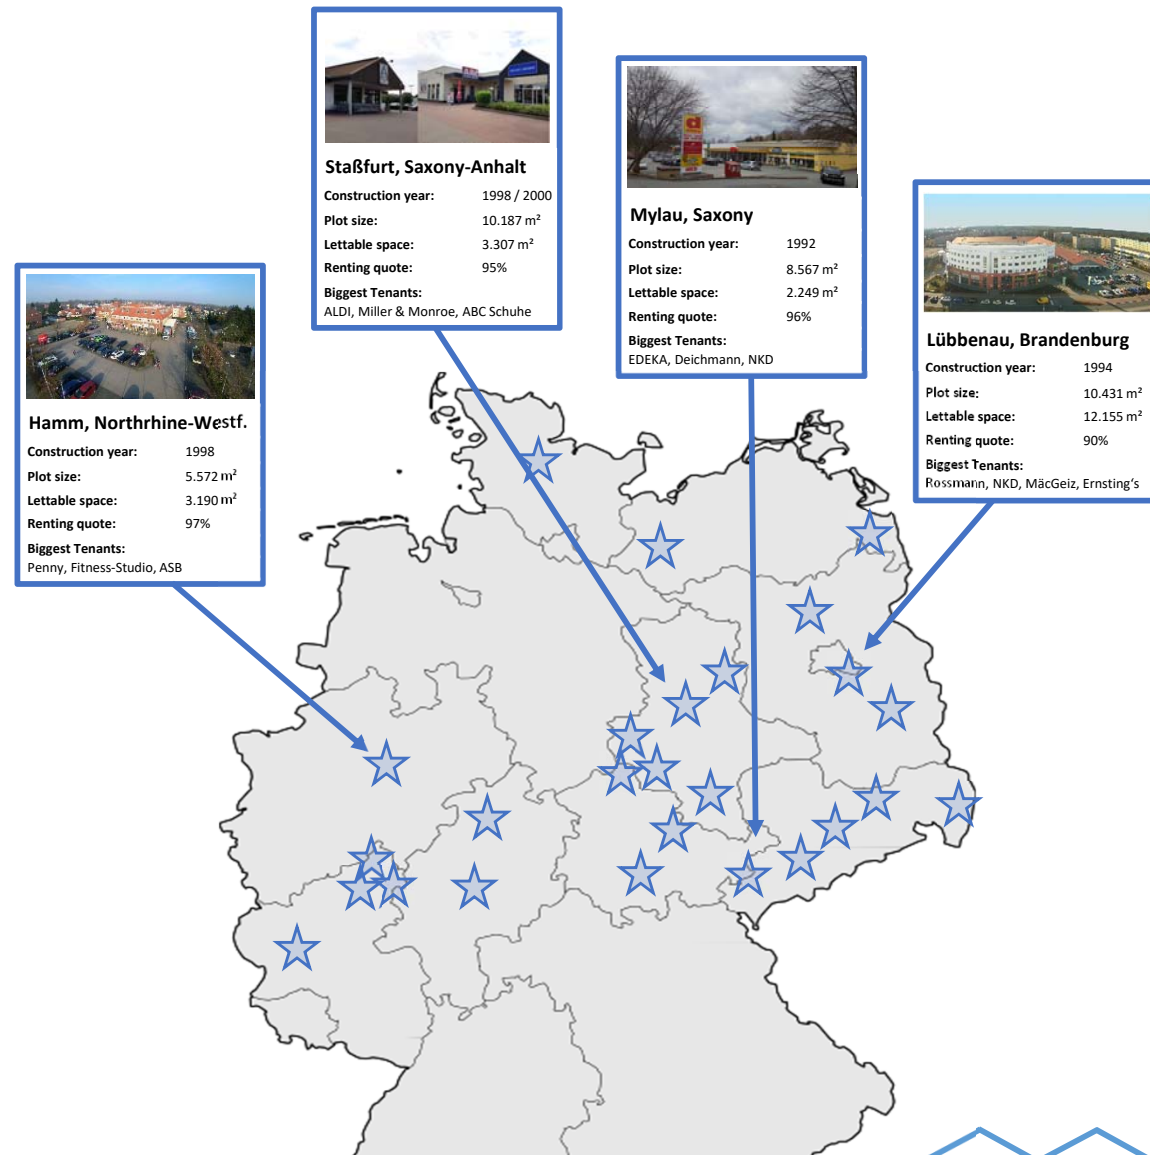 Staßfurt, Saxony-Anhalt
Construction year: 1998 / 2000
Plot size: 10.187 m²
Lettable space: 3.307 m²
Renting quote: 95%
Biggest Tenants:
ALDI, Miller & Monroe, ABC Schuhe
Mylau, Saxony
Construction year: 1992
Plot size: 8.567 m²
Lettable space: 2.249 m²
Renting quote: 96%
Biggest Tenants:
EDEKA, Deichmann, NKD
Lübbenau, Brandenburg
Construction year: 1994
Plot size: 10.431 m²
Lettable space: 12.155 m²
Renting quote: 90%
Biggest Tenants:
Rossmann, NKD, MäcGeiz, Ernsting‘s
Hamm, Northrhine-Westf.
Construction year: 1998
Plot size: 5.572 m²
Lettable space: 3.190 m²
Renting quote: 97%
Biggest Tenants:
Penny, Fitness-Studio, ASB